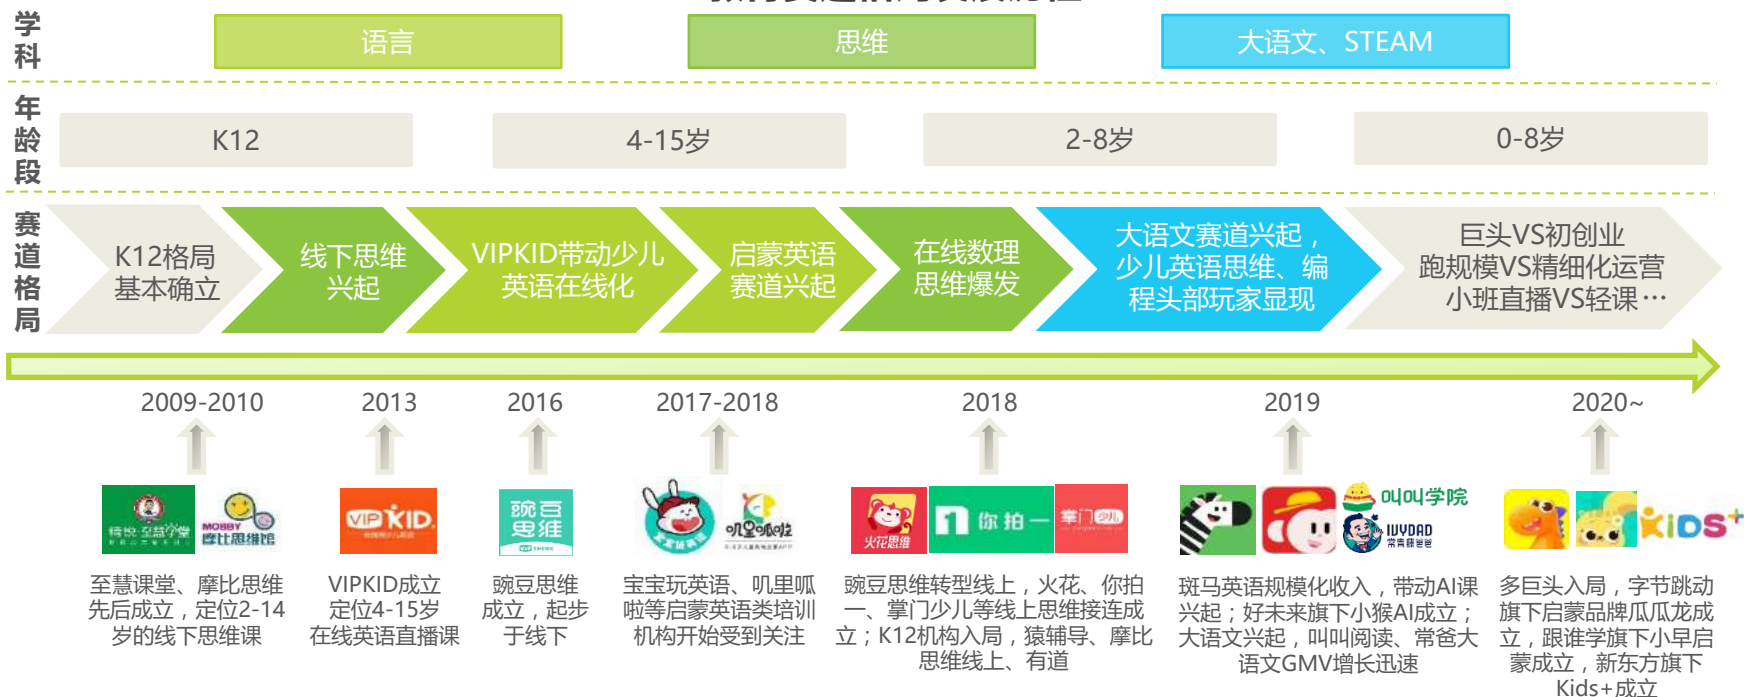 学科
语言
思维
大语文、STEAM
年龄段
K12
4-15岁
2-8岁
0-8岁
赛道格局
K12格局
基本确立
线下思维
兴起
VIPKID带动少儿
英语在线化
启蒙英语
赛道兴起
在线数理
思维爆发
大语文赛道兴起，
少儿英语思维、编
程头部玩家显现
巨头VS初创业
跑规模VS精细化运营
小班直播VS轻课…
2009-2010
2013
2016
2017-2018
2018
2019
2020~
MOBBY
摩比思维馆
VIPKID
豌豆
思维
叽里呱啦
火花思维
你拍一
掌门少儿
叫叫学院
IVYDAD
常青藤爸爸
KiDS+
至慧课堂、摩比思维
先后成立，定位2-14
岁的线下思维课
VIPKID成立
定位4-15岁
在线英语直播课
豌豆思维
成立，起步
于线下
宝宝玩英语、叽里呱
啦等启蒙英语类培训
机构开始受到关注
豌豆思维转型线上，火花、你拍
一、掌门少儿等线上思维接连成
立；K12机构入局，猿辅导、摩比
思维线上、有道
斑马英语规模化收入，带动AI课
兴起；好未来旗下小猴AI成立；
大语文兴起，叫叫阅读、常爸大
语文GMV增长迅速
多巨头入局，字节跳动
旗下启蒙品牌瓜瓜龙成
立，跟谁学旗下小早启
蒙成立，新东方旗下
Kids+成立